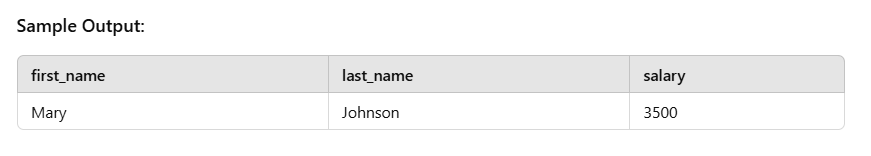 Sample Output:
first_name last_name salary
Mary Johnson 3500